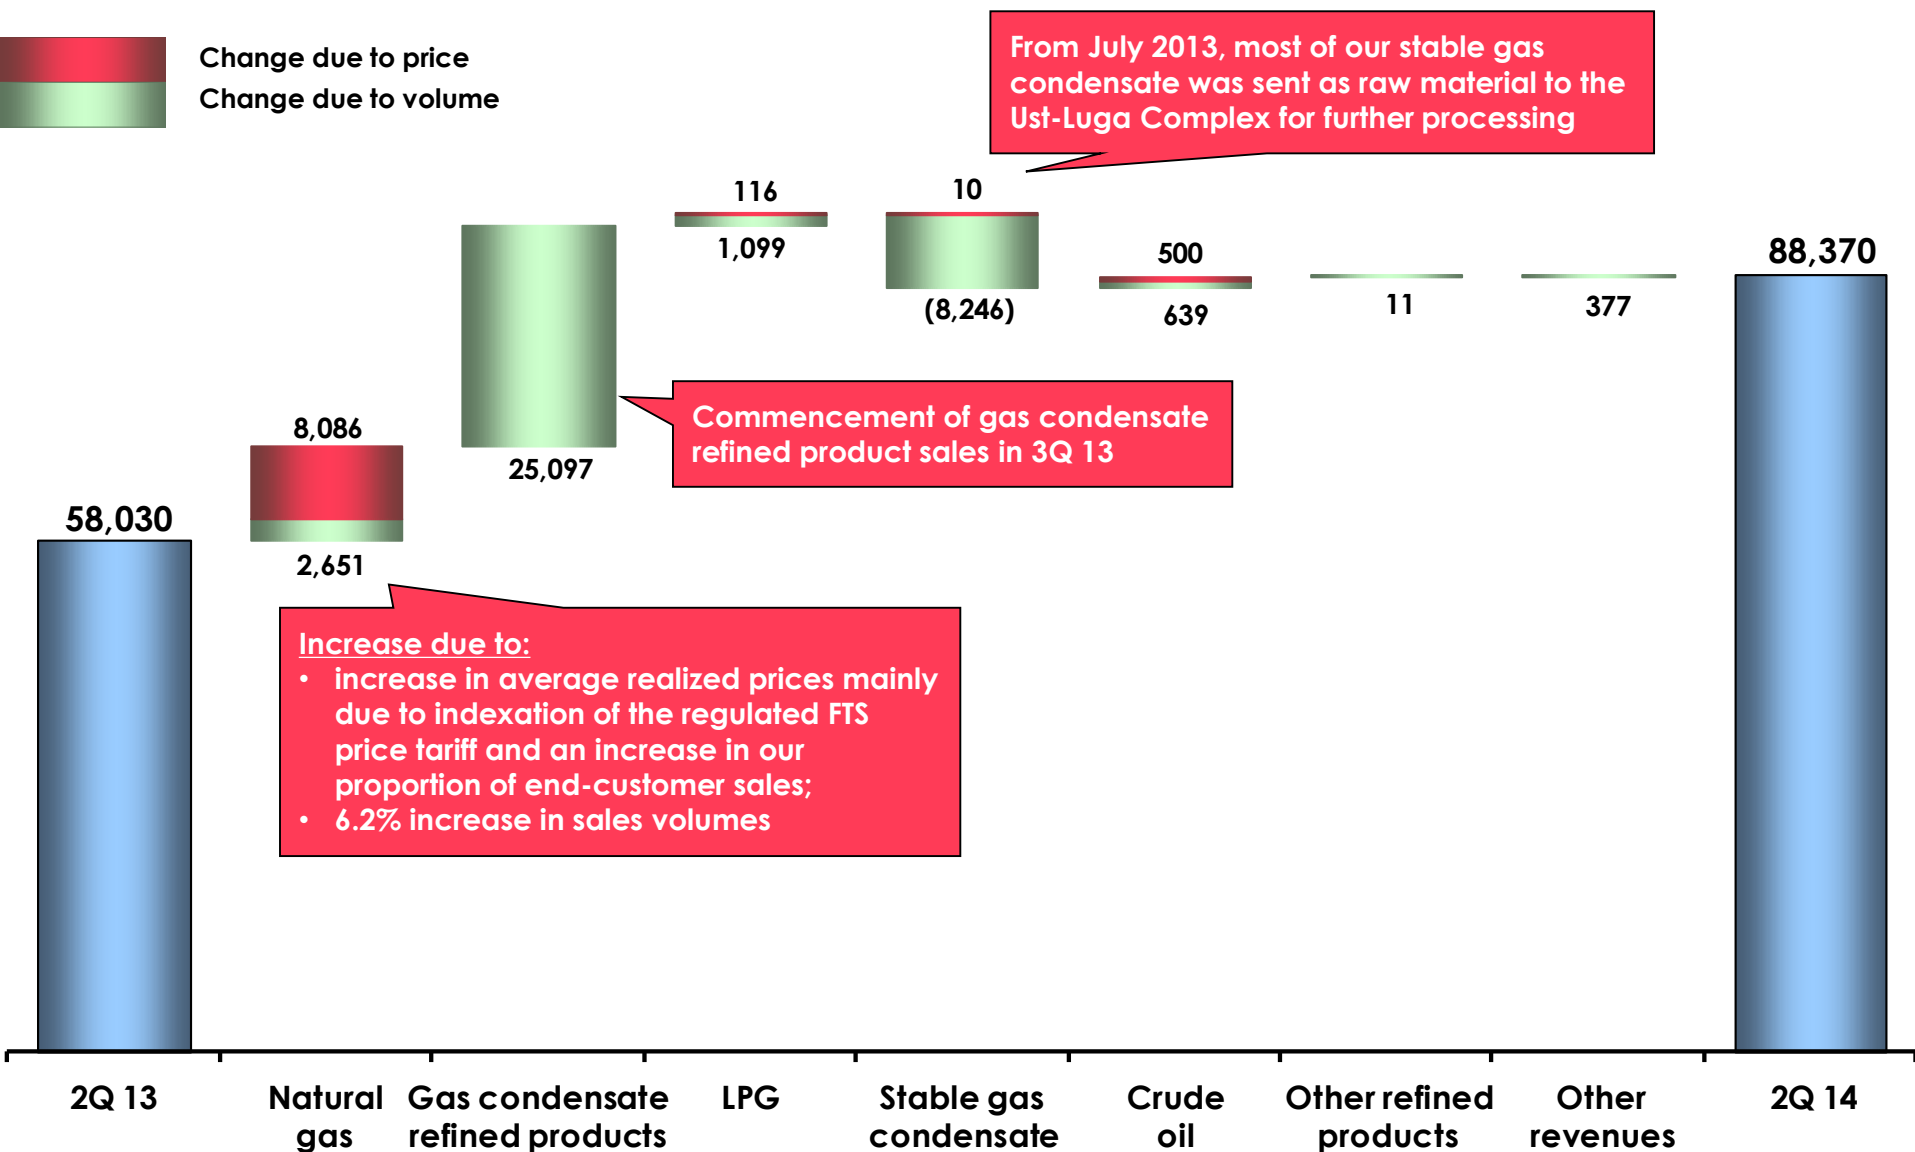 Change due to price
Change due to volume
From July 2013, most of our stable gas
condensate was sent as raw material to the
Ust-Luga Complex for further processing
116
10
1,099
500
88,370
(8,246)
639
11
377
Commencement of gas condensate
refined product sales in 3Q 13
8,086
25,097
58,030
2,651
Increase due to:
• increase in average realized prices mainly
due to indexation of the regulated FTS
price tariff and an increase in our
proportion of end-customer sales;
• 6.2% increase in sales volumes
2Q 13
Natural
gas
Gas condensate
refined products
LPG
Stable gas
condensate
Crude
oil
Other refined
products
Other
revenues
2Q 14